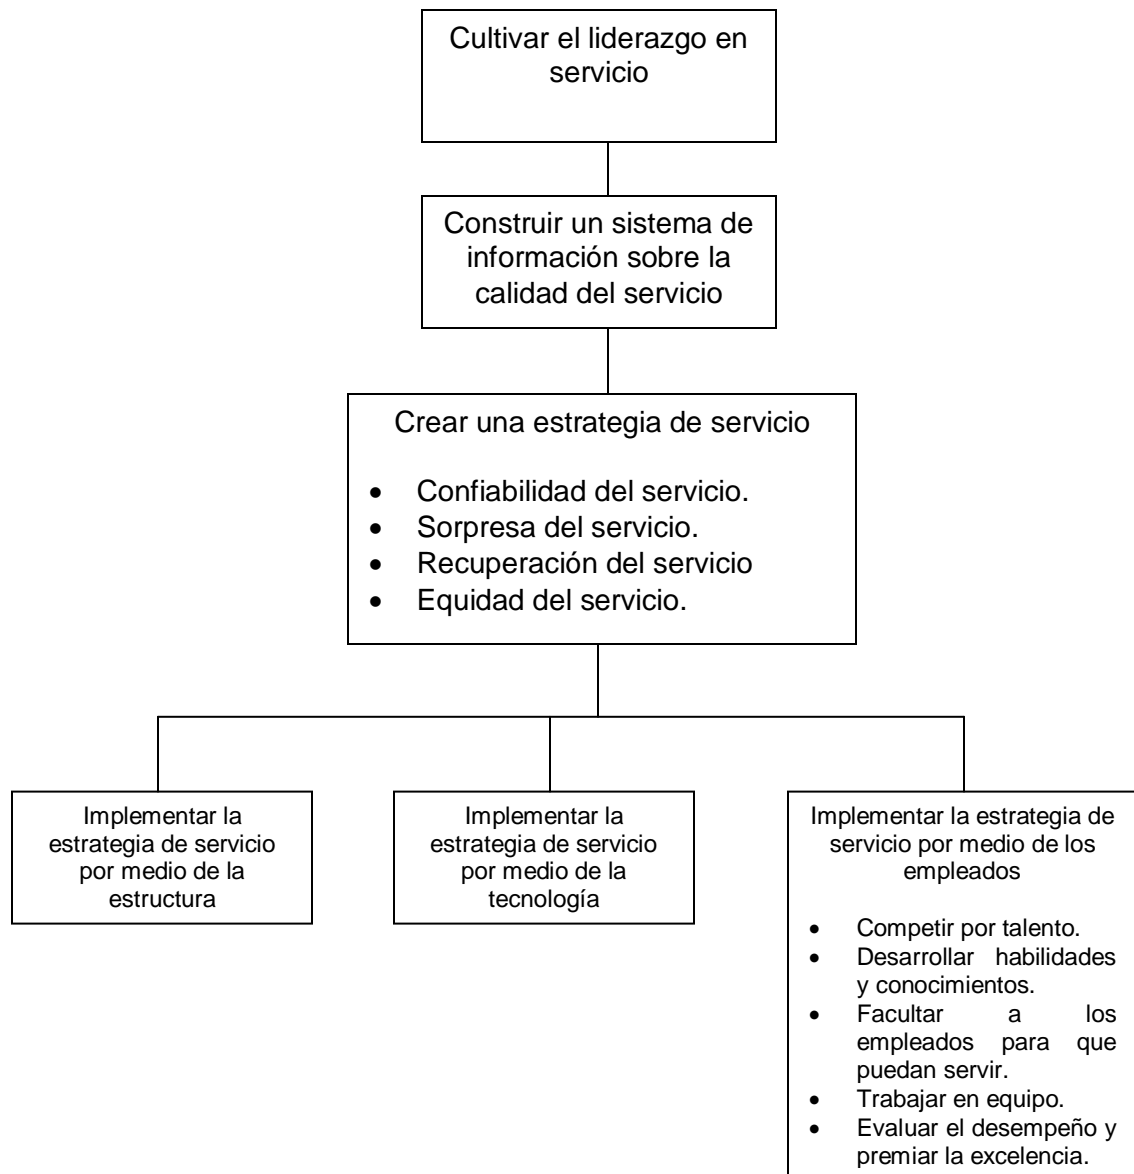 Cultivar el liderazgo en
servicio
Construir un sistema de
información sobre la
calidad del servicio
Crear una estrategia de servicio
• Confiabilidad del servicio.
• Sorpresa del servicio.
• Recuperación del servicio
• Equidad del servicio.
Implementar la
estrategia de servicio
por medio de la
estructura
Implementar la
estrategia de servicio
por medio de la
tecnología
Implementar la estrategia de
servicio por medio de los
empleados
• Competir por talento.
• Desarrollar habilidades
y conocimientos.
• Facultar a los
empleados para que
puedan servir.
• Trabajar en equipo.
• Evaluar el desempeño y
premiar la excelencia.